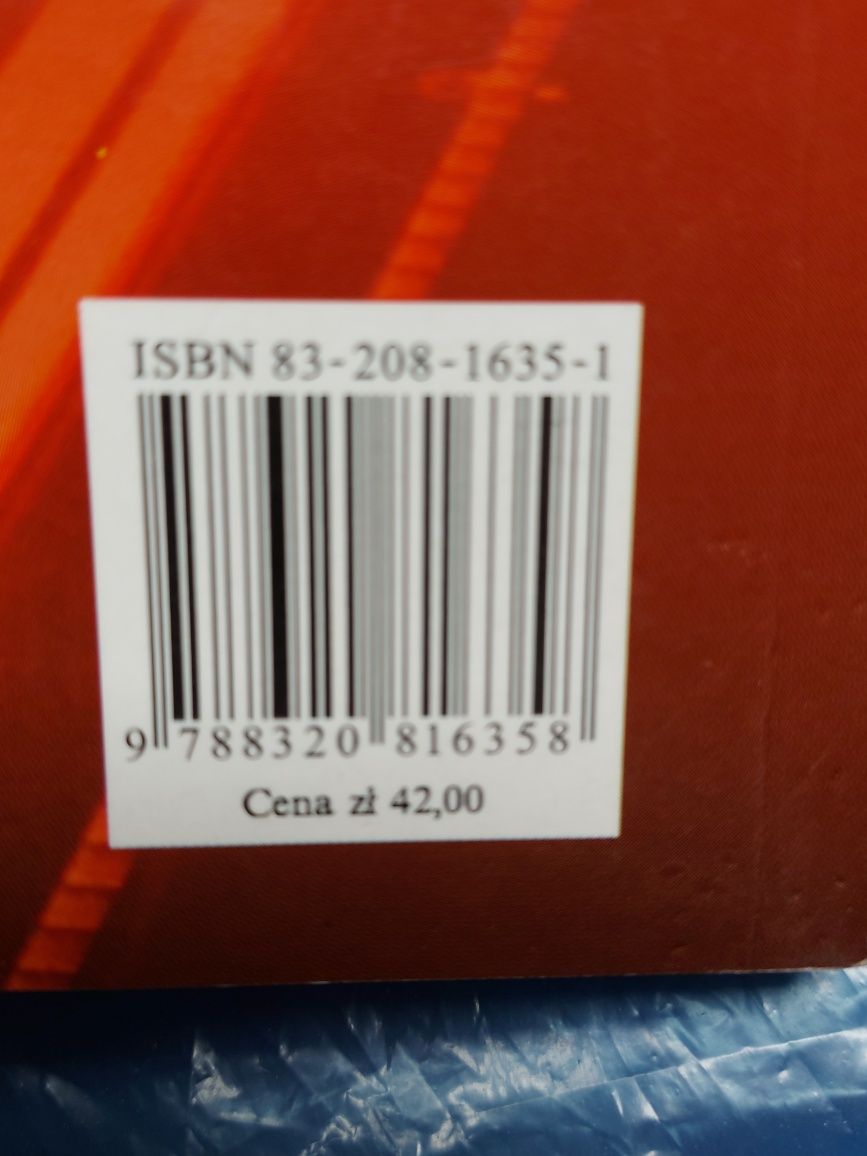 ISBN 83-208-1635-1
9 788320 816358
Cena zł 42,00